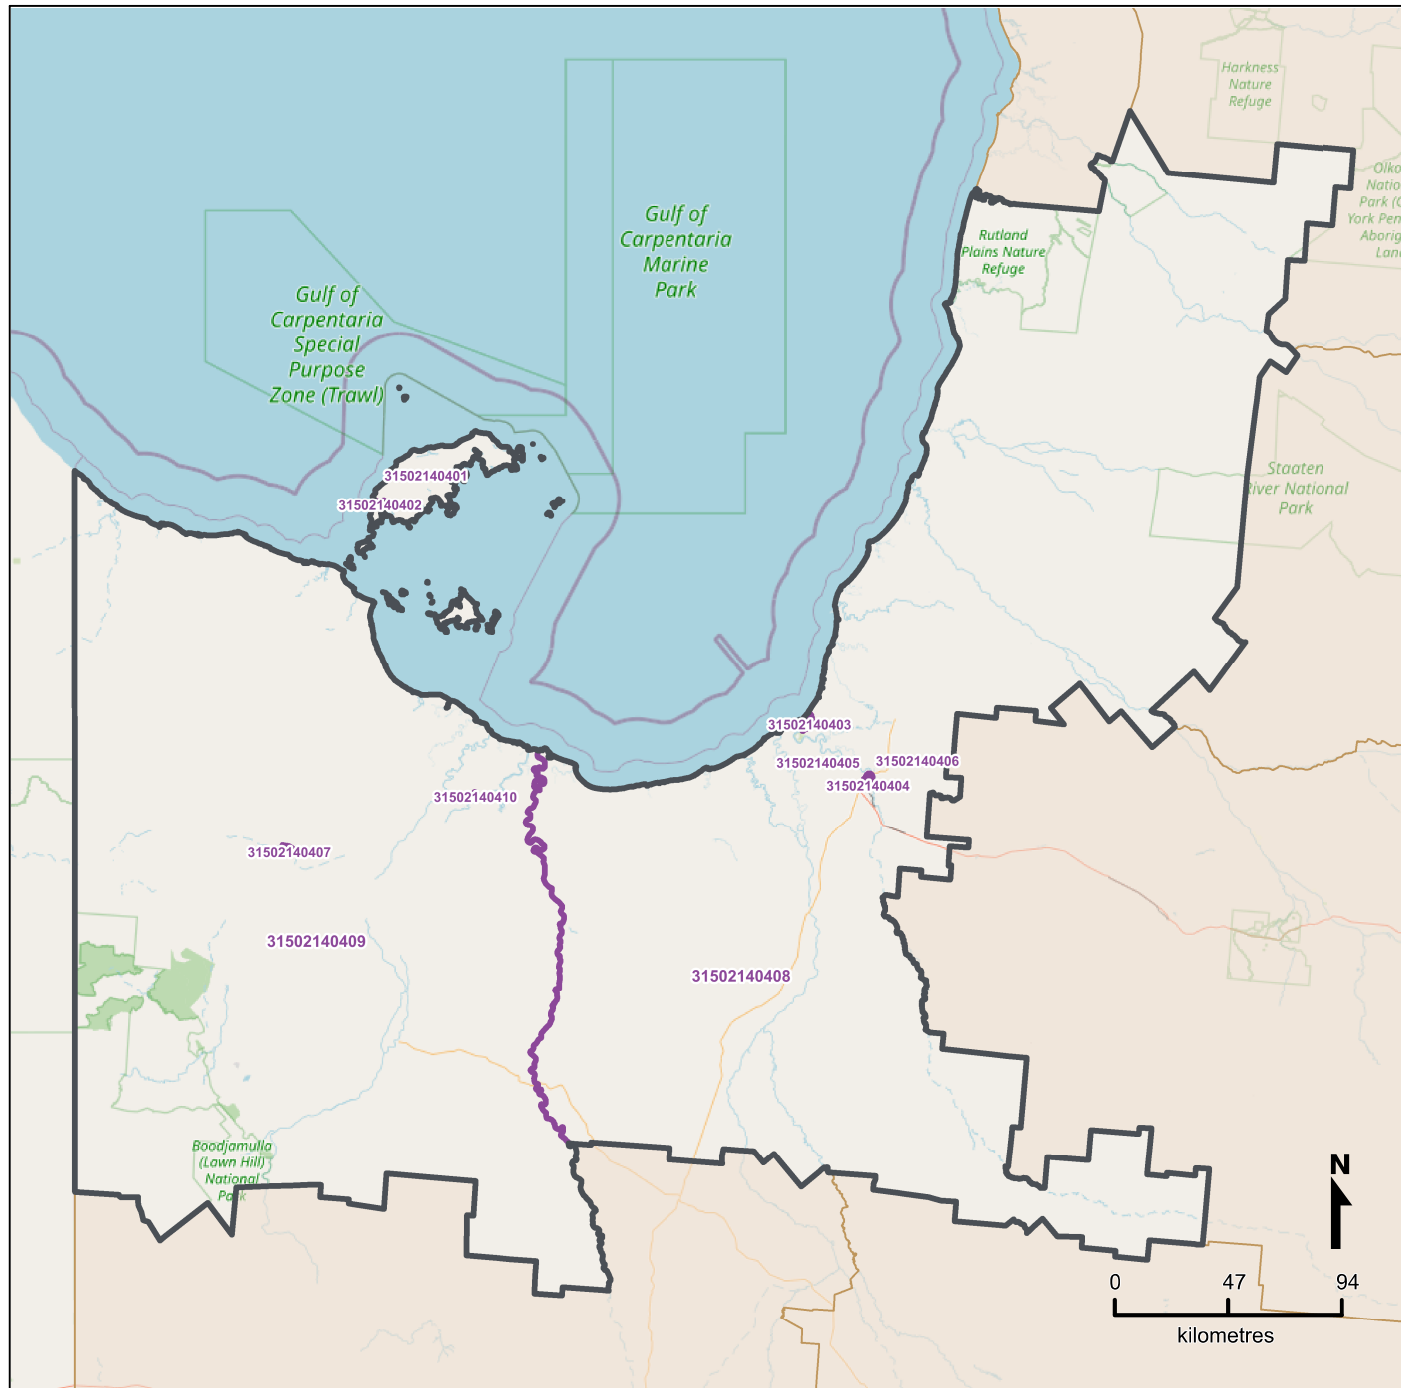 Harkness
Nature
Refuge
Gulf of
Carpentaria
Marine
Park
Rutland
Plains Nature
Refuge
Gulf of
Carpentaria
Special
Purpose
Zone (Trawl)
31502140401
31502140402
Staaten
River National
Park
31502140403
31502140405
31502140406
31502140404
31502140410
31502140407
31502140409
31502140408
Boodjamulla
(Lawn Hill)
National
Park
N
0 47 94
kilometres